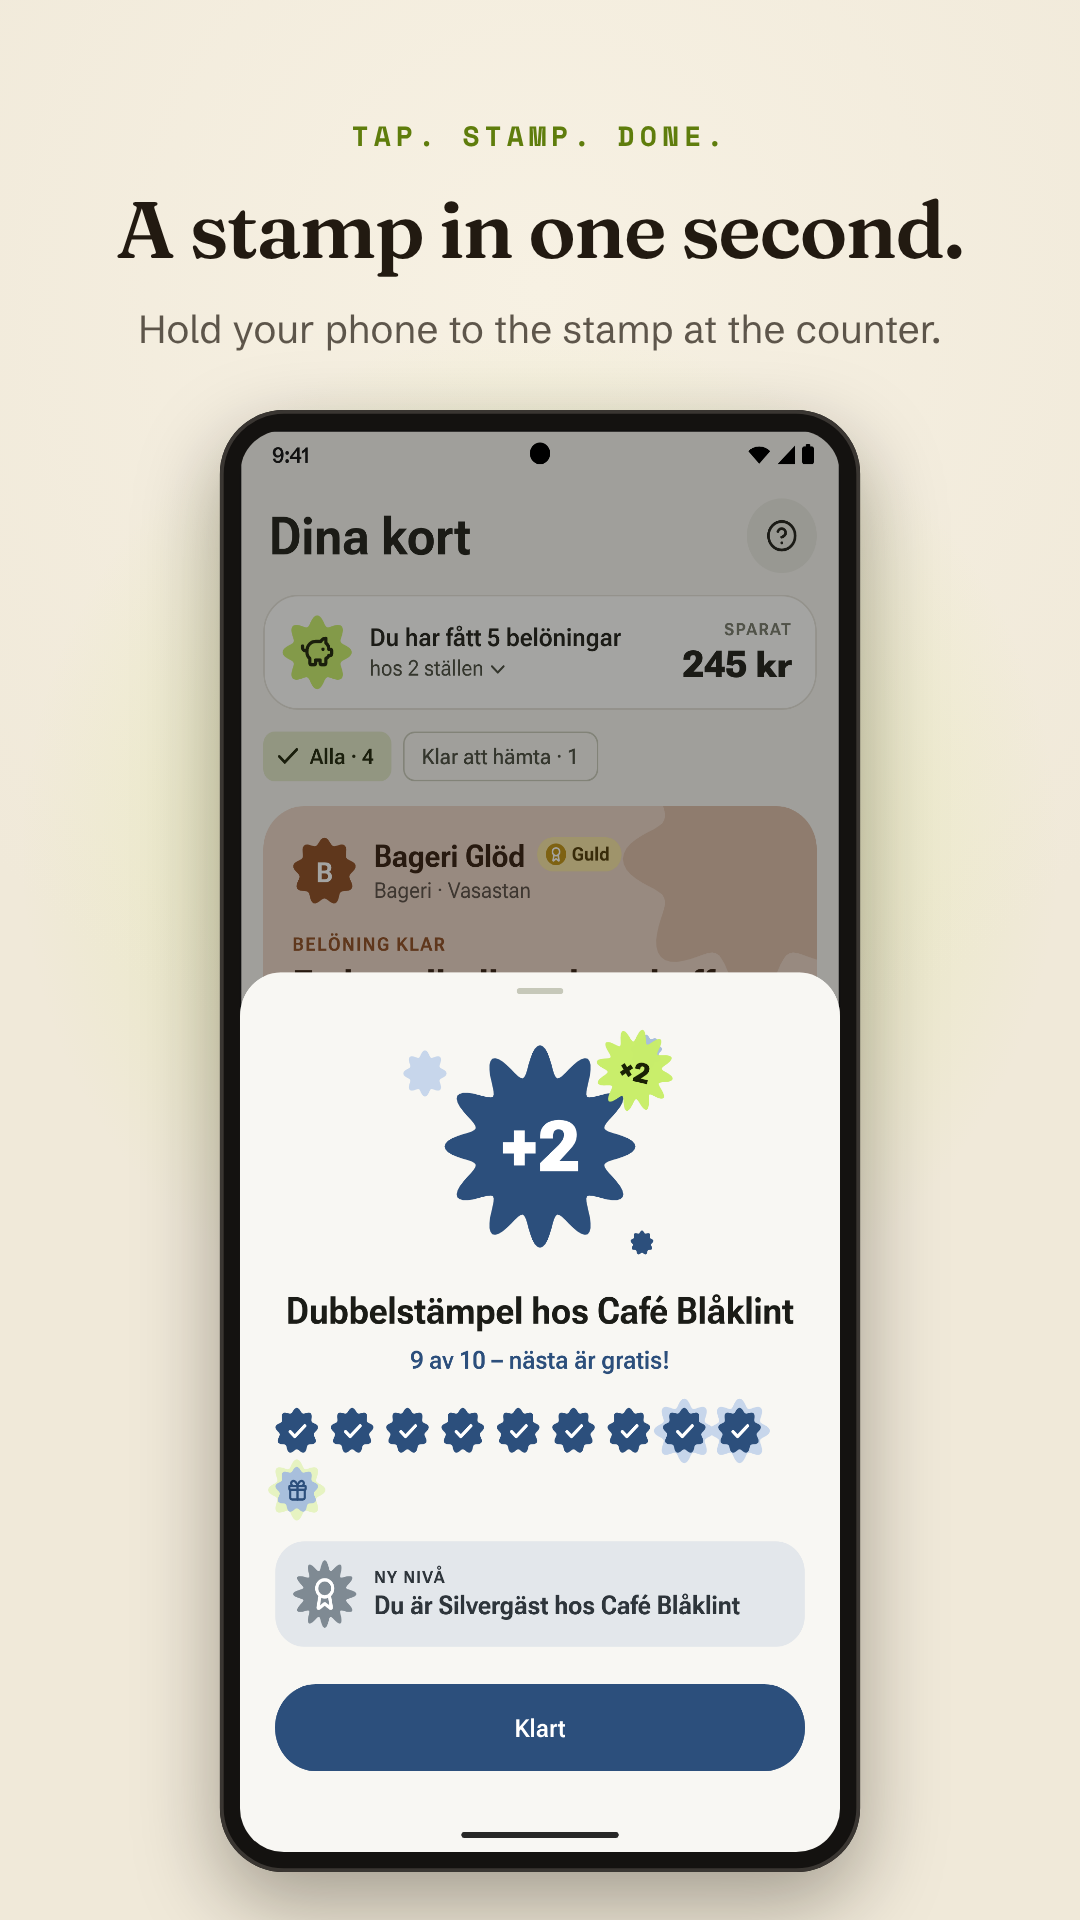 TAP. STAMP. DONE.
A stamp in one second.
Hold your phone to the stamp at the counter.
9:41
Dina kort
Du har fått 5 belöningar
hos 2 ställen
SPARAT
245 kr
Alla · 4
Klar att hämta · 1
B
Bageri Glöd
Guld
Bageri · Vasastan
BELÖNING KLAR
×2
+2
Dubbelstämpel hos Café Blåklint
9 av 10 – nästa är gratis!
NY NIVÅ
Du är Silvergäst hos Café Blåklint
Klart